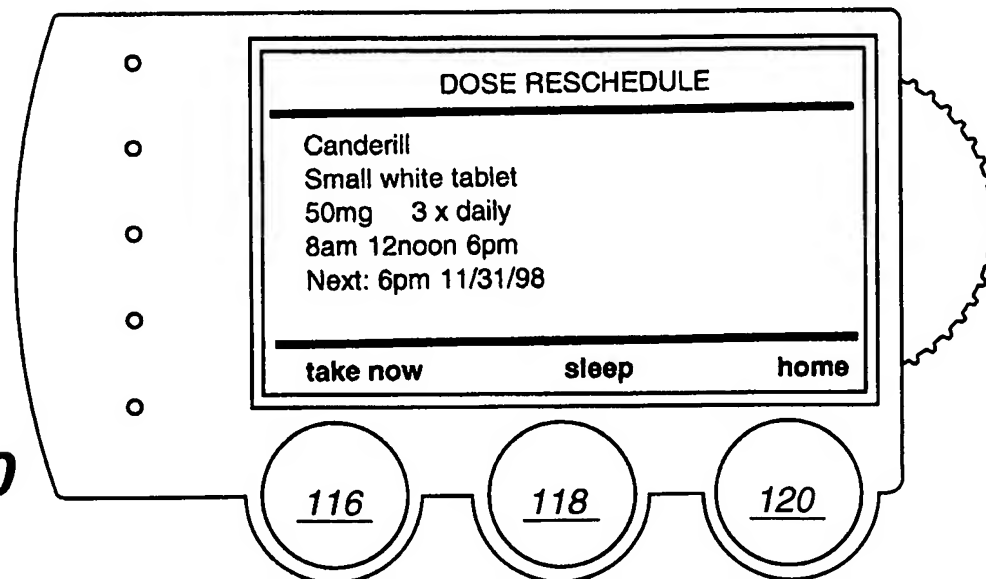 DOSE RESCHEDULE
Canderill
Small white tablet
50mg 3 x daily
8am 12noon 6pm
Next: 6pm 11/31/98
take now sleep home
116 118 120